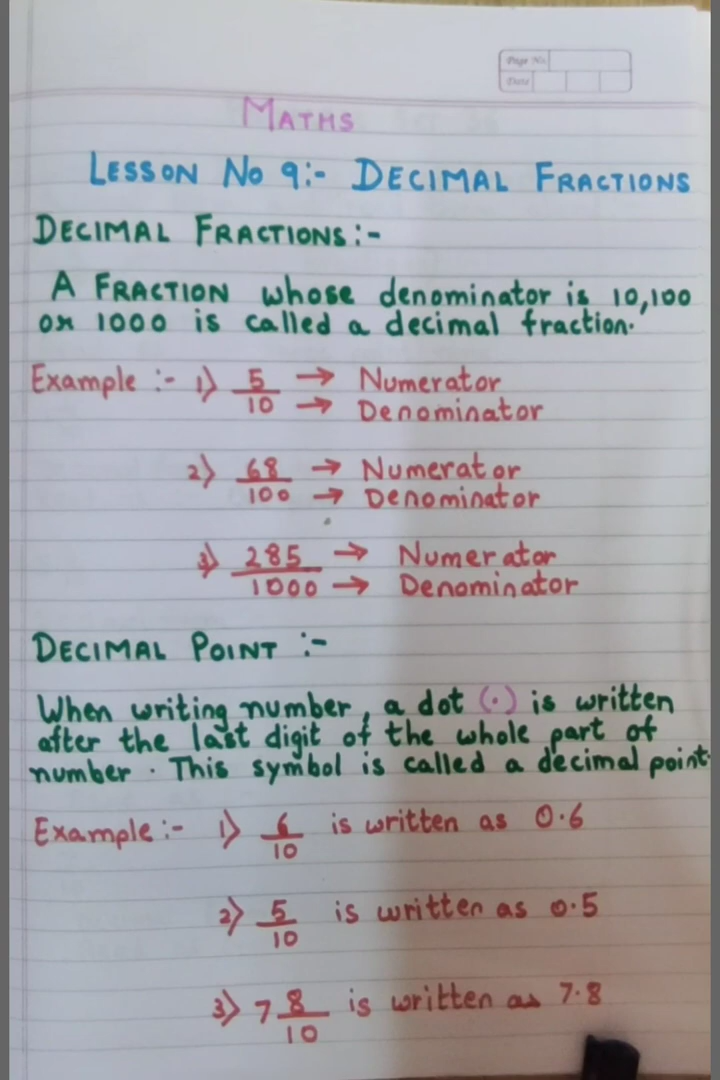 Page No.
Date
MATHS
LESSON No 9:- DECIMAL FRACTIONS
DECIMAL FRACTIONS:-
A FRACTION whose denominator is 10,100
or 1000 is called a decimal fraction.
Example :- 1) 5/10 → Numerator
→ Denominator
2) 68/100 → Numerator
→ Denominator
3) 285/1000 → Numerator
→ Denominator
DECIMAL POINT :-
When writing number, a dot (.) is written
after the last digit of the whole part of
number. This symbol is called a decimal point.
Example:- 1) 6/10 is written as 0.6
2) 5/10 is written as 0.5
3) 7 8/10 is written as 7.8